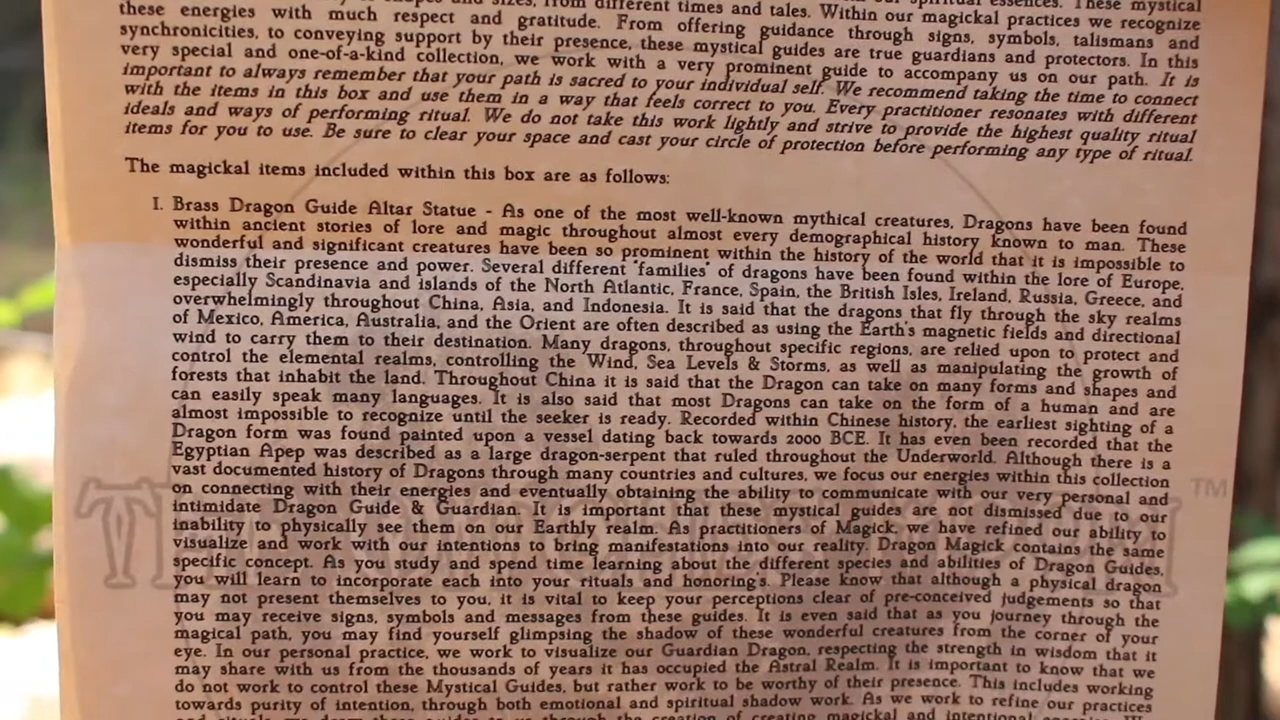 from different times and tales. Within our magickal practices we recognize
these energies with much respect and gratitude. From offering guidance through signs, symbols, talismans and
synchronicities, to conveying support by their presence, these mystical guides are true guardians and protectors. In this
very special and one-of-a-kind collection, we work with a very prominent guide to accompany us on our path. It is
important to always remember that your path is sacred to your individual self. We recommend taking the time to connect
with the items in this box and use them in a way that feels correct to you. Every practitioner resonates with different
ideals and ways of performing ritual. We do not take this work lightly and strive to provide the highest quality ritual
items for you to use. Be sure to clear your space and cast your circle of protection before performing any type of ritual.
The magickal items included within this box are as follows:
I. Brass Dragon Guide Altar Statue - As one of the most well-known mythical creatures, Dragons have been found
within ancient stories of lore and magic throughout almost every demographical history known to man. These
wonderful and significant creatures have been so prominent within the history of the world that it is impossible to
dismiss their presence and power. Several different 'families' of dragons have been found within the lore of Europe,
especially Scandinavia and islands of the North Atlantic, France, Spain, the British Isles, Ireland, Russia, Greece, and
overwhelmingly throughout China, Asia, and Indonesia. It is said that the dragons that fly through the sky realms
of Mexico, America, Australia, and the Orient are often described as using the Earth's magnetic fields and directional
wind to carry them to their destination. Many dragons, throughout specific regions, are relied upon to protect and
control the elemental realms, controlling the Wind, Sea Levels & Storms, as well as manipulating the growth of
forests that inhabit the land. Throughout China it is said that the Dragon can take on many forms and shapes and
can easily speak many languages. It is also said that most Dragons can take on the form of a human and are
almost impossible to recognize until the seeker is ready. Recorded within Chinese history, the earliest sighting of a
Dragon form was found painted upon a vessel dating back towards 2000 BCE. It has even been recorded that the
Egyptian Apep was described as a large dragon-serpent that ruled throughout the Underworld. Although there is a
vast documented history of Dragons through many countries and cultures, we focus our energies within this collection
on connecting with their energies and eventually obtaining the ability to communicate with our very personal and
intimidate Dragon Guide & Guardian. It is important that these mystical guides are not dismissed due to our
inability to physically see them on our Earthly realm. As practitioners of Magick, we have refined our ability to
visualize and work with our intentions to bring manifestations into our reality. Dragon Magick contains the same
specific concept. As you study and spend time learning about the different species and abilities of Dragon Guides,
you will learn to incorporate each into your rituals and honoring's. Please know that although a physical dragon
may not present themselves to you, it is vital to keep your perceptions clear of pre-conceived judgements so that
you may receive signs, symbols and messages from these guides. It is even said that as you journey through the
magical path, you may find yourself glimpsing the shadow of these wonderful creatures from the corner of your
eye. In our personal practice, we work to visualize our Guardian Dragon, respecting the strength in wisdom that it
may share with us from the thousands of years it has occupied the Astral Realm. It is important to know that we
do not work to control these Mystical Guides, but rather work to be worthy of their presence. This includes working
towards purity of intention, through both emotional and spiritual shadow work. As we work to refine our practices